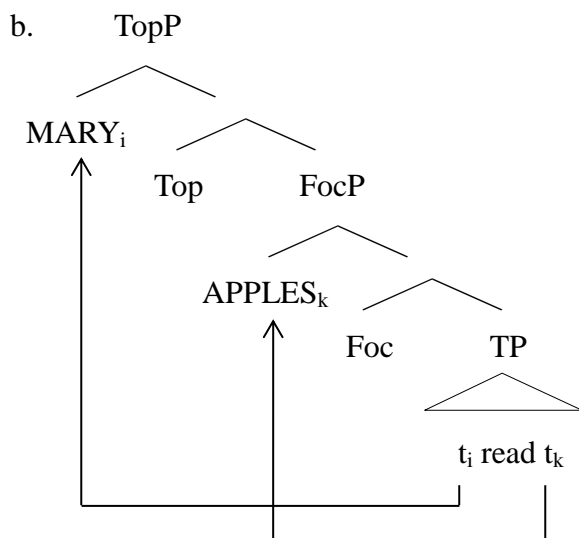 b. TopP
MARYi
Top FocP
APPLESk
Foc TP
ti read tk